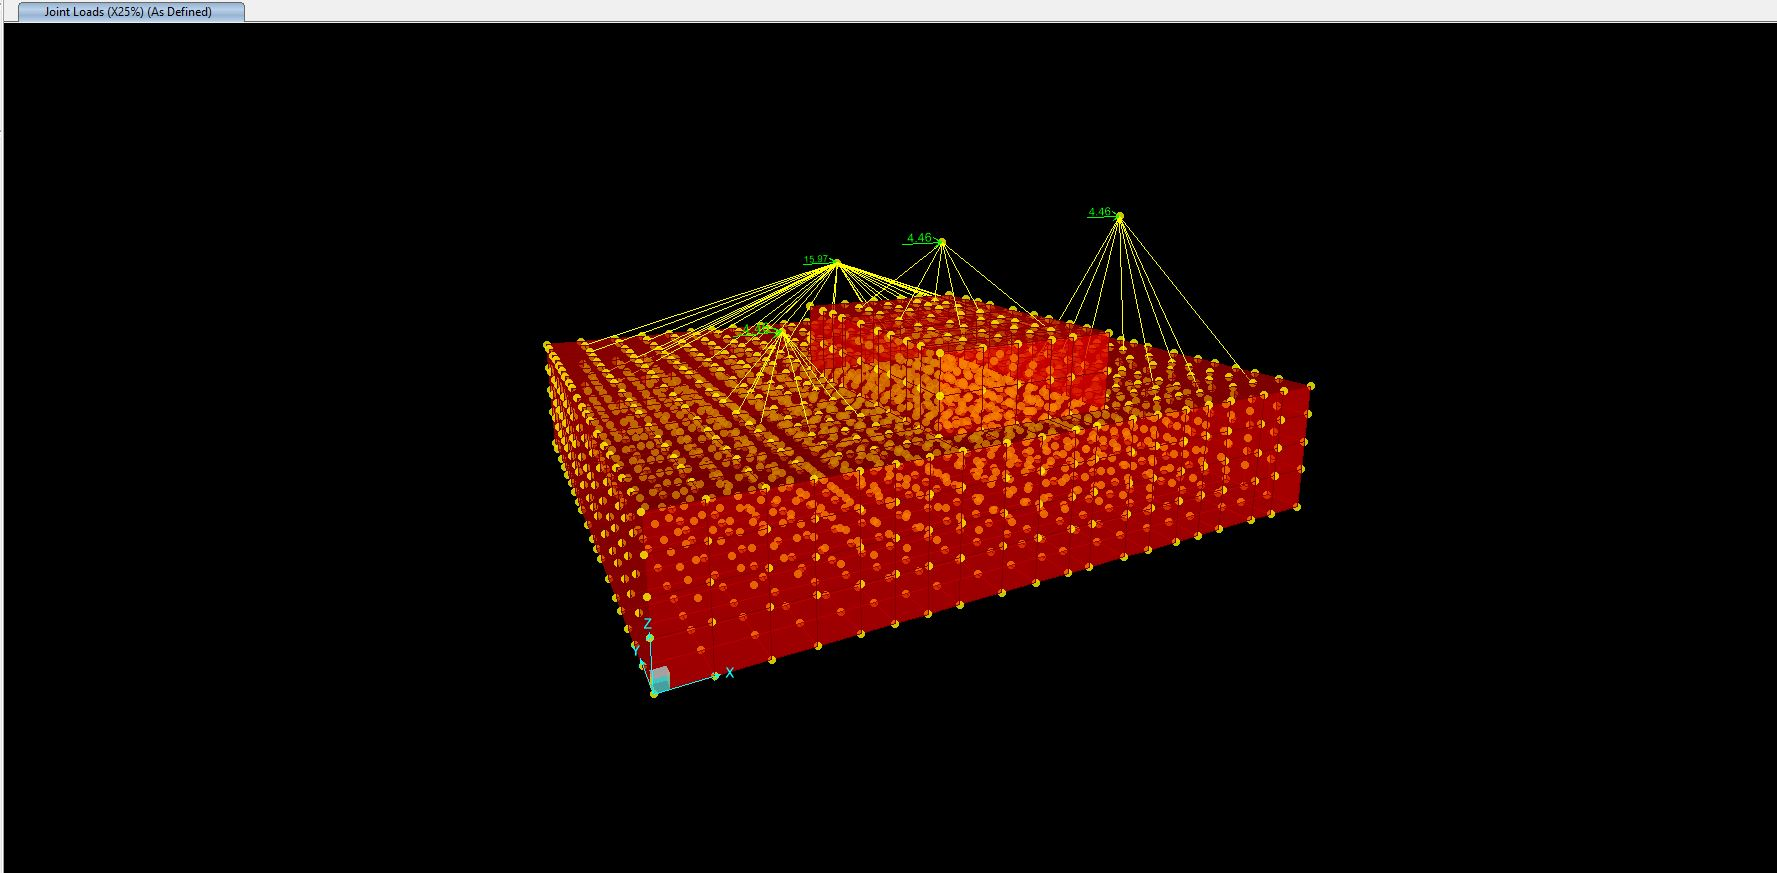 Joint Loads (X25%) (As Defined)
4.46
4.46
15.97
Z
Y
X